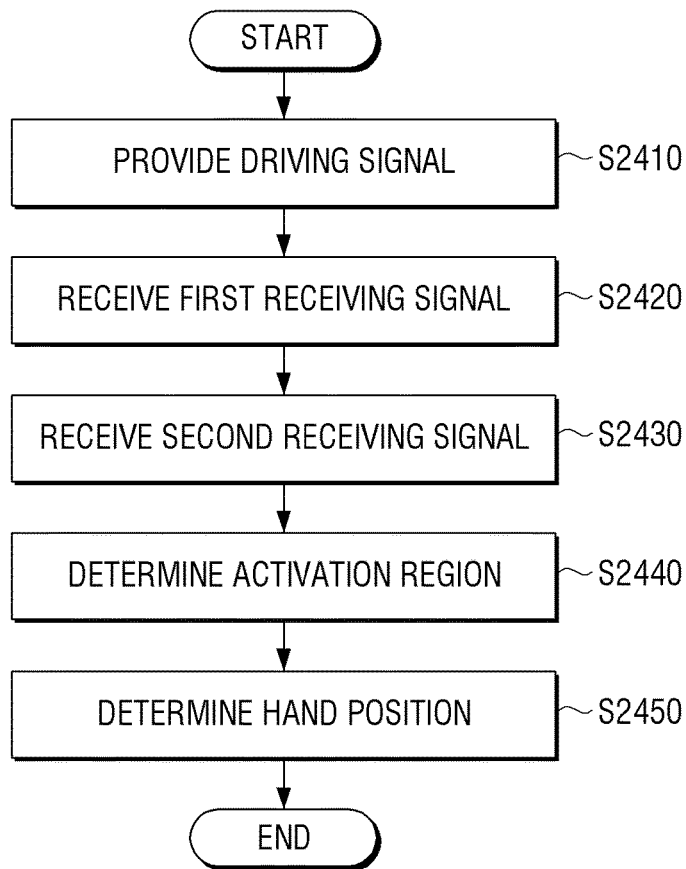 START
PROVIDE DRIVING SIGNAL
S2410
RECEIVE FIRST RECEIVING SIGNAL
S2420
RECEIVE SECOND RECEIVING SIGNAL
S2430
DETERMINE ACTIVATION REGION
S2440
DETERMINE HAND POSITION
S2450
END